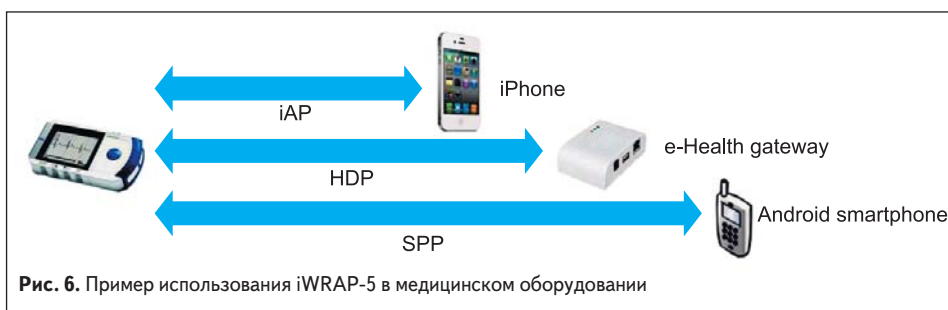 iPhone
iAP
e-Health gateway
HDP
Android smartphone
SPP
Рис. 6. Пример использования iWRAP-5 в медицинском оборудовании